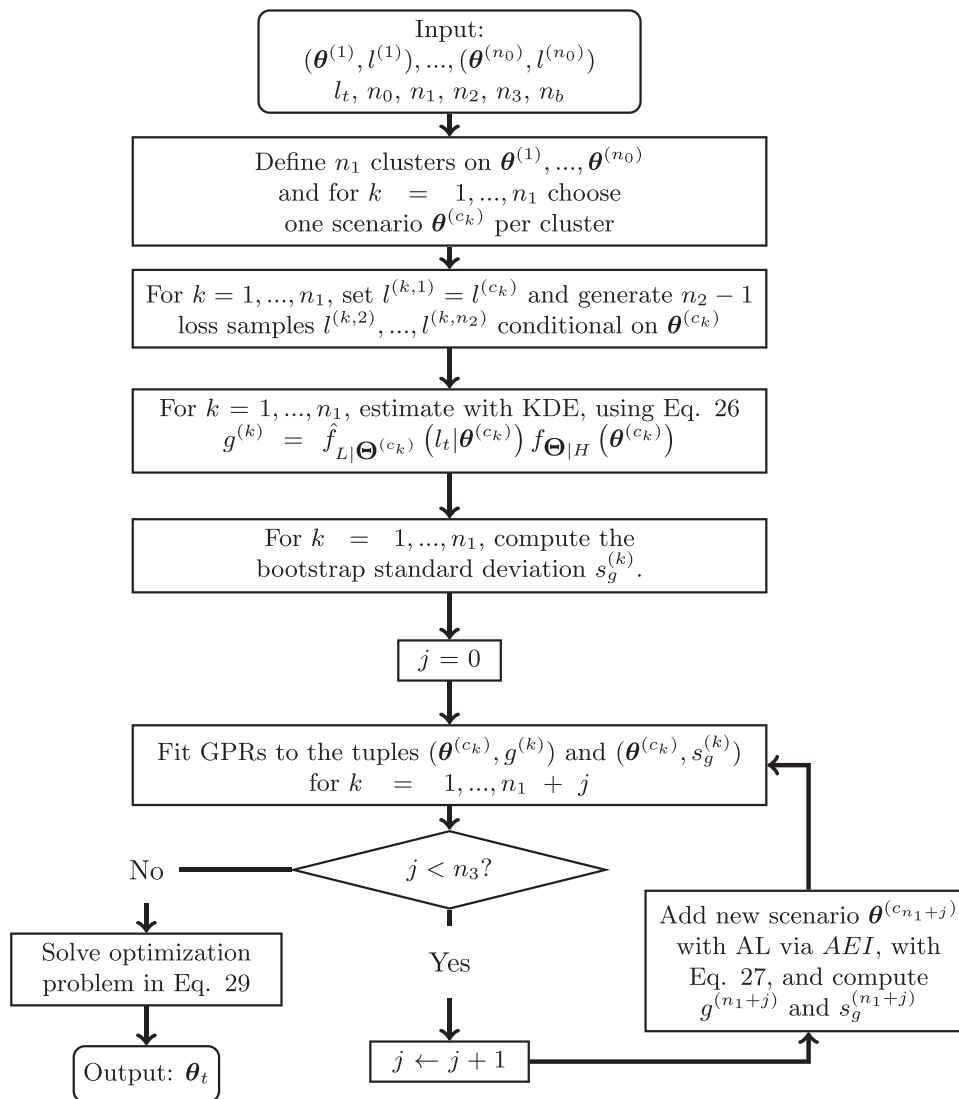 Input:
(θ^(1), l^(1)), ..., (θ^(n_0), l^(n_0))
l_t, n_0, n_1, n_2, n_3, n_b
Define n_1 clusters on θ^(1), ..., θ^(n_0)
and for k = 1, ..., n_1 choose
one scenario θ^(c_k) per cluster
For k = 1, ..., n_1, set l^(k,1) = l^(c_k) and generate n_2 − 1
loss samples l^(k,2), ..., l^(k,n_2) conditional on θ^(c_k)
For k = 1, ..., n_1, estimate with KDE, using Eq. 26
g^(k) = f̂_{L|Θ^(c_k)} (l_t|θ^(c_k)) f_{Θ|H} (θ^(c_k))
For k = 1, ..., n_1, compute the
bootstrap standard deviation s_g^(k).
j = 0
Fit GPRs to the tuples (θ^(c_k), g^(k)) and (θ^(c_k), s_g^(k))
for k = 1, ..., n_1 + j
j < n_3?
No
Yes
Solve optimization
problem in Eq. 29
Output: θ_t
j ← j + 1
Add new scenario θ^(c_{n_1+j})
with AL via AEI, with
Eq. 27, and compute
g^(n_1+j) and s_g^(n_1+j)